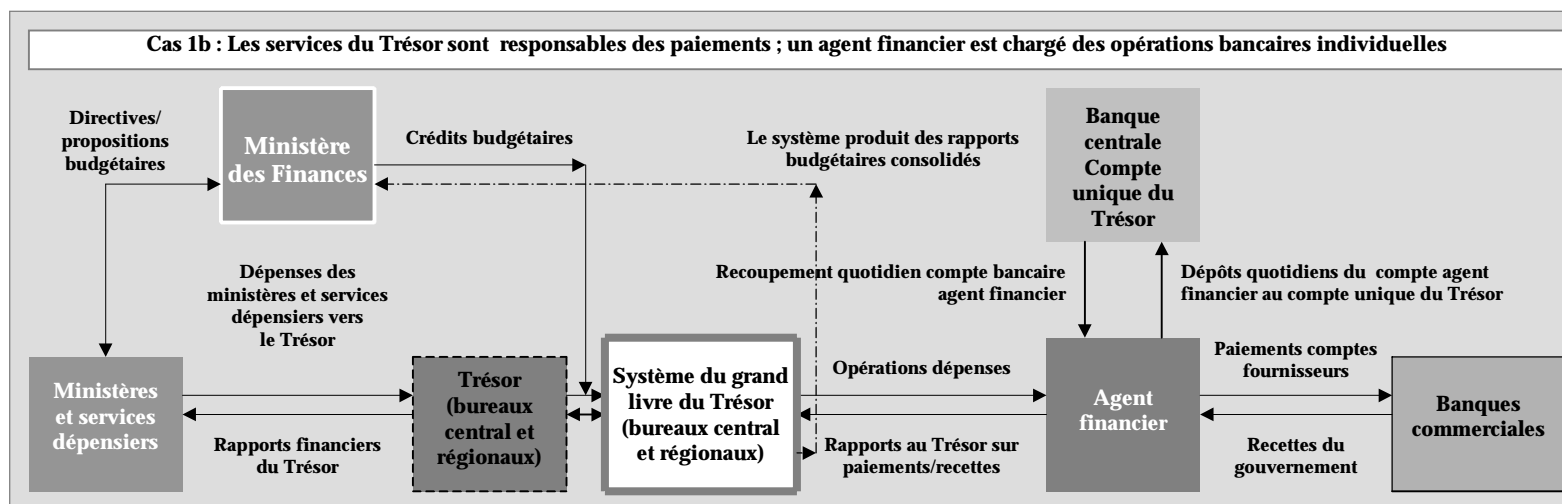 Cas 1b : Les services du Trésor sont responsables des paiements ; un agent financier est chargé des opérations bancaires individuelles
Directives/
propositions
budgétaires
Ministère
des Finances
Crédits budgétaires
Le système produit des rapports
budgétaires consolidés
Banque
centrale
Compte
unique du
Trésor
Dépenses des
ministères et services
dépensiers vers
le Trésor
Recoupement quotidien compte bancaire
agent financier
Dépôts quotidiens du compte agent
financier au compte unique du Trésor
Ministères
et services
dépensiers
Rapports financiers
du Trésor
Trésor
(bureaux
central et
régionaux)
Système du grand
livre du Trésor
(bureaux central
et régionaux)
Opérations dépenses
Rapports au Trésor sur
paiements/recettes
Agent
financier
Paiements comptes
fournisseurs
Recettes du
gouvernement
Banques
commerciales